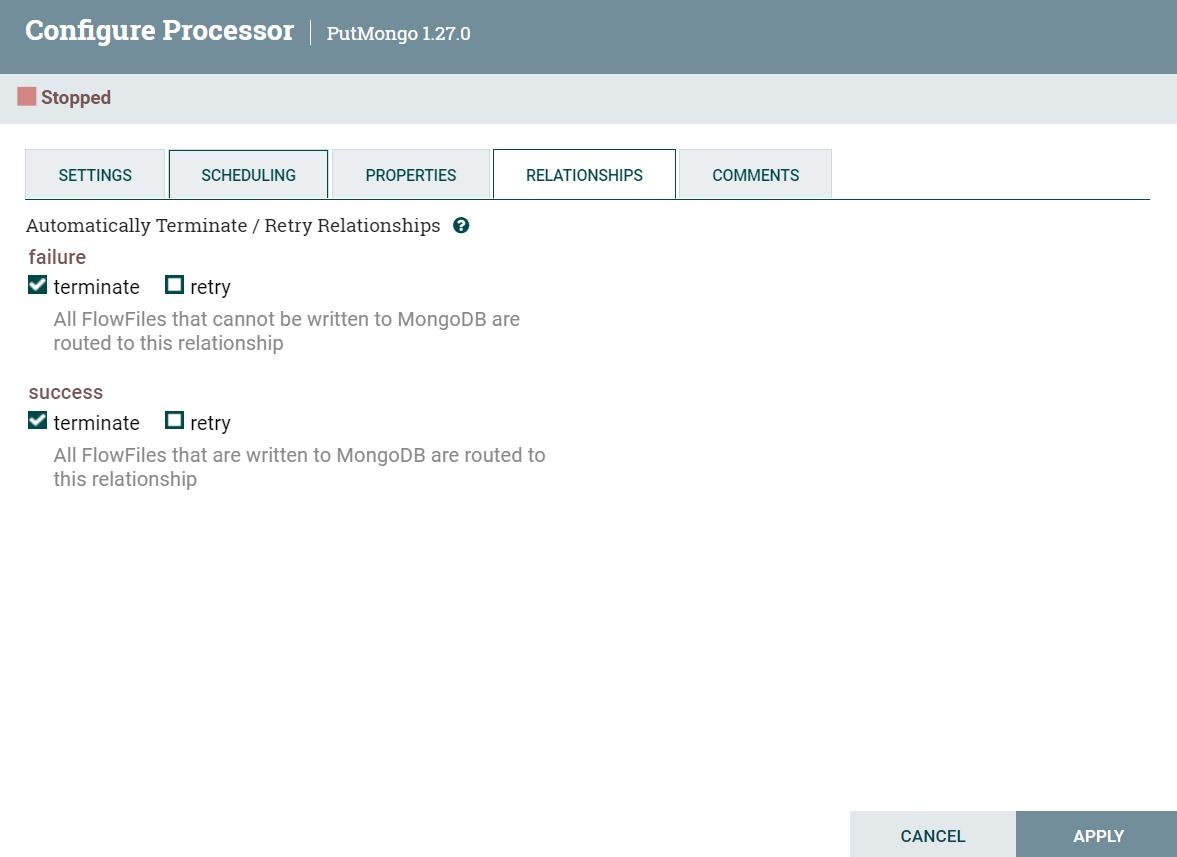 Configure Processor | PutMongo 1.27.0
Stopped
SETTINGS SCHEDULING PROPERTIES RELATIONSHIPS COMMENTS
Automatically Terminate / Retry Relationships ?
failure
terminate retry
All FlowFiles that cannot be written to MongoDB are
routed to this relationship
success
terminate retry
All FlowFiles that are written to MongoDB are routed to
this relationship
CANCEL APPLY